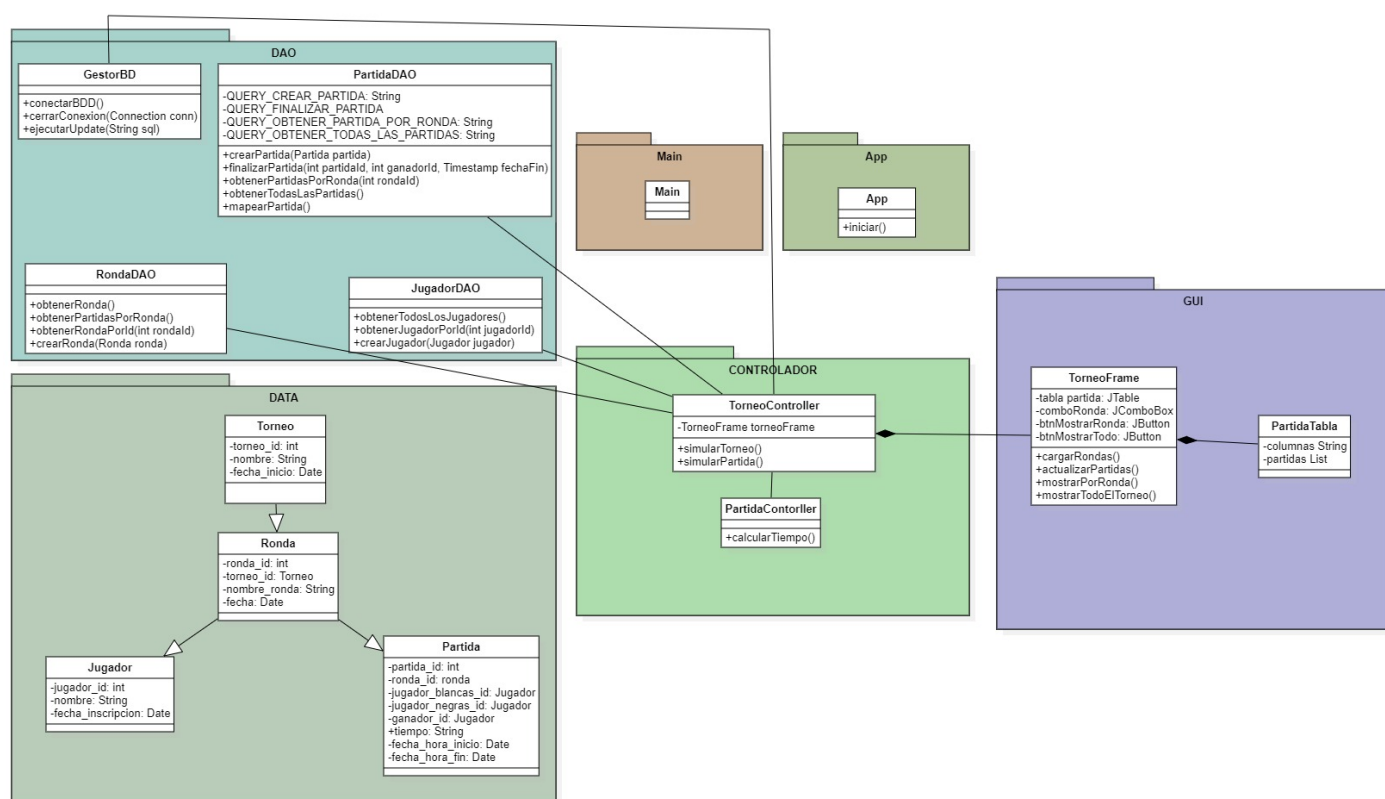 DAO
GestorBD
+conectarBDD()
+cerrarConexion(Connection conn)
+ejecutarUpdate(String sql)
PartidaDAO
-QUERY_CREAR_PARTIDA: String
-QUERY_FINALIZAR_PARTIDA
-QUERY_OBTENER_PARTIDA_POR_RONDA: String
-QUERY_OBTENER_TODAS_LAS_PARTIDAS: String
+crearPartida(Partida partida)
+finalizarPartida(int partidaId, int ganadorId, Timestamp fechaFin)
+obtenerPartidasPorRonda(int rondaId)
+obtenerTodasLasPartidas()
+mapearPartida()
RondaDAO
+obtenerRonda()
+obtenerPartidasPorRonda()
+obtenerRondaPorId(int rondaId)
+crearRonda(Ronda ronda)
JugadorDAO
+obtenerTodosLosJugadores()
+obtenerJugadorPorId(int jugadorId)
+crearJugador(Jugador jugador)
Main
Main
App
App
+iniciar()
GUI
TorneoFrame
-tabla partida: JTable
-comboRonda: JComboBox
-btnMostrarRonda: JButton
-btnMostrarTodo: JButton
+cargarRondas()
+actualizarPartidas()
+mostrarPorRonda()
+mostrarTodoElTorneo()
PartidaTabla
-columnas String
-partidas List
CONTROLADOR
TorneoController
-TorneoFrame torneoFrame
+simularTorneo()
+simularPartida()
PartidaContorller
+calcularTiempo()
DATA
Torneo
-torneo_id: int
-nombre: String
-fecha_inicio: Date
Ronda
-ronda_id: int
-torneo_id: Torneo
-nombre_ronda: String
-fecha: Date
Jugador
-jugador_id: int
-nombre: String
-fecha_inscripcion: Date
Partida
-partida_id: int
-ronda_id: ronda
-jugador_blancas_id: Jugador
-jugador_negras_id: Jugador
-ganador_id: Jugador
+tiempo: String
-fecha_hora_inicio: Date
-fecha_hora_fin: Date